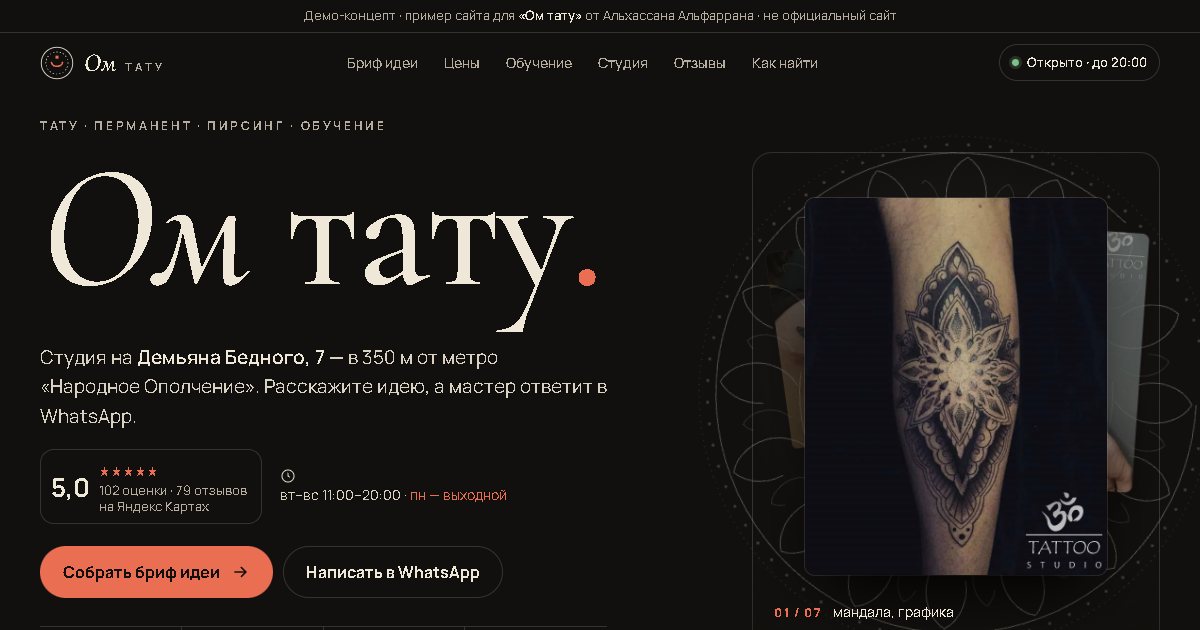 Демо-концепт · пример сайта для «Ом тату» от Альхассана Альфаррана · не официальный сайт
Ом ТАТУ
Бриф идеи Цены Обучение Студия Отзывы Как найти
Открыто · до 20:00
ТАТУ · ПЕРМАНЕНТ · ПИРСИНГ · ОБУЧЕНИЕ
Ом тату.
Студия на Демьяна Бедного, 7 — в 350 м от метро
«Народное Ополчение». Расскажите идею, а мастер ответит в
WhatsApp.
5,0
★★★★★
102 оценки · 79 отзывов
на Яндекс Картах
вт–вс 11:00–20:00 · пн — выходной
Собрать бриф идеи →
Написать в WhatsApp
ॐ
TATTOO
STUDIO
01 / 07 мандала, графика